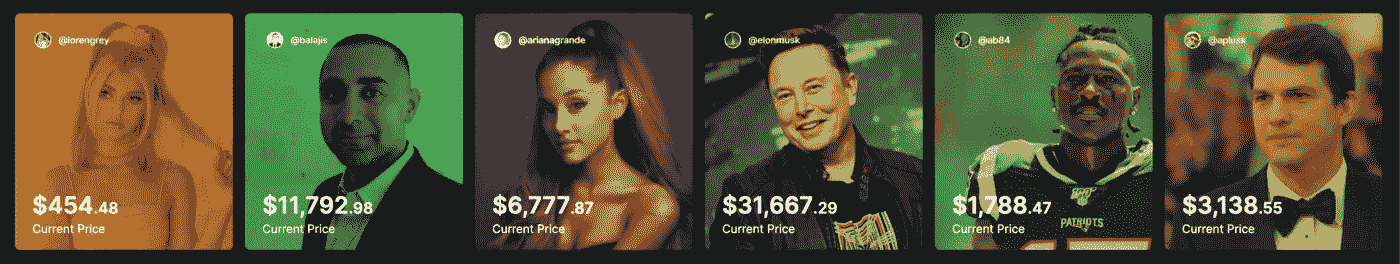 @lorengrey
$454.48
Current Price
@balajis
$11,792.98
Current Price
@arianagrande
$6,777.87
Current Price
@elonmusk
$31,667.29
Current Price
@ab84
$1,788.47
Current Price
PATRIOTS
@aplusk
$3,138.55
Current Price